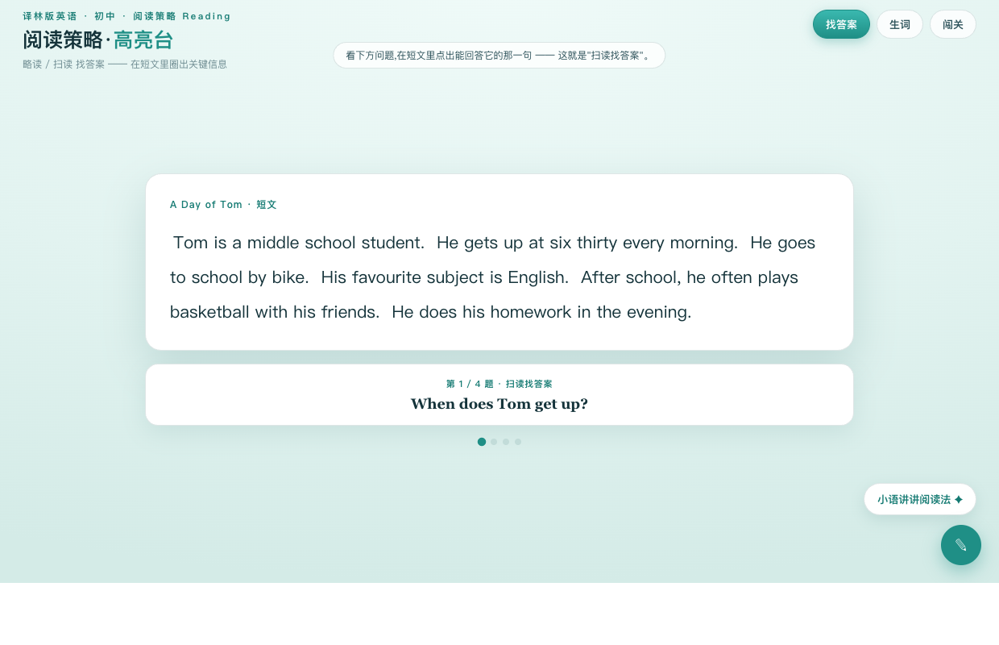 译林版英语 · 初中 · 阅读策略 Reading
阅读策略·高亮台
略读 / 扫读 找答案 —— 在短文里圈出关键信息
看下方问题,在短文里点出能回答它的那一句 —— 这就是"扫读找答案"。
找答案 生词 闯关
A Day of Tom · 短文
Tom is a middle school student. He gets up at six thirty every morning. He goes
to school by bike. His favourite subject is English. After school, he often plays
basketball with his friends. He does his homework in the evening.
第 1 / 4 题 · 扫读找答案
When does Tom get up?
小语讲讲阅读法 ✦